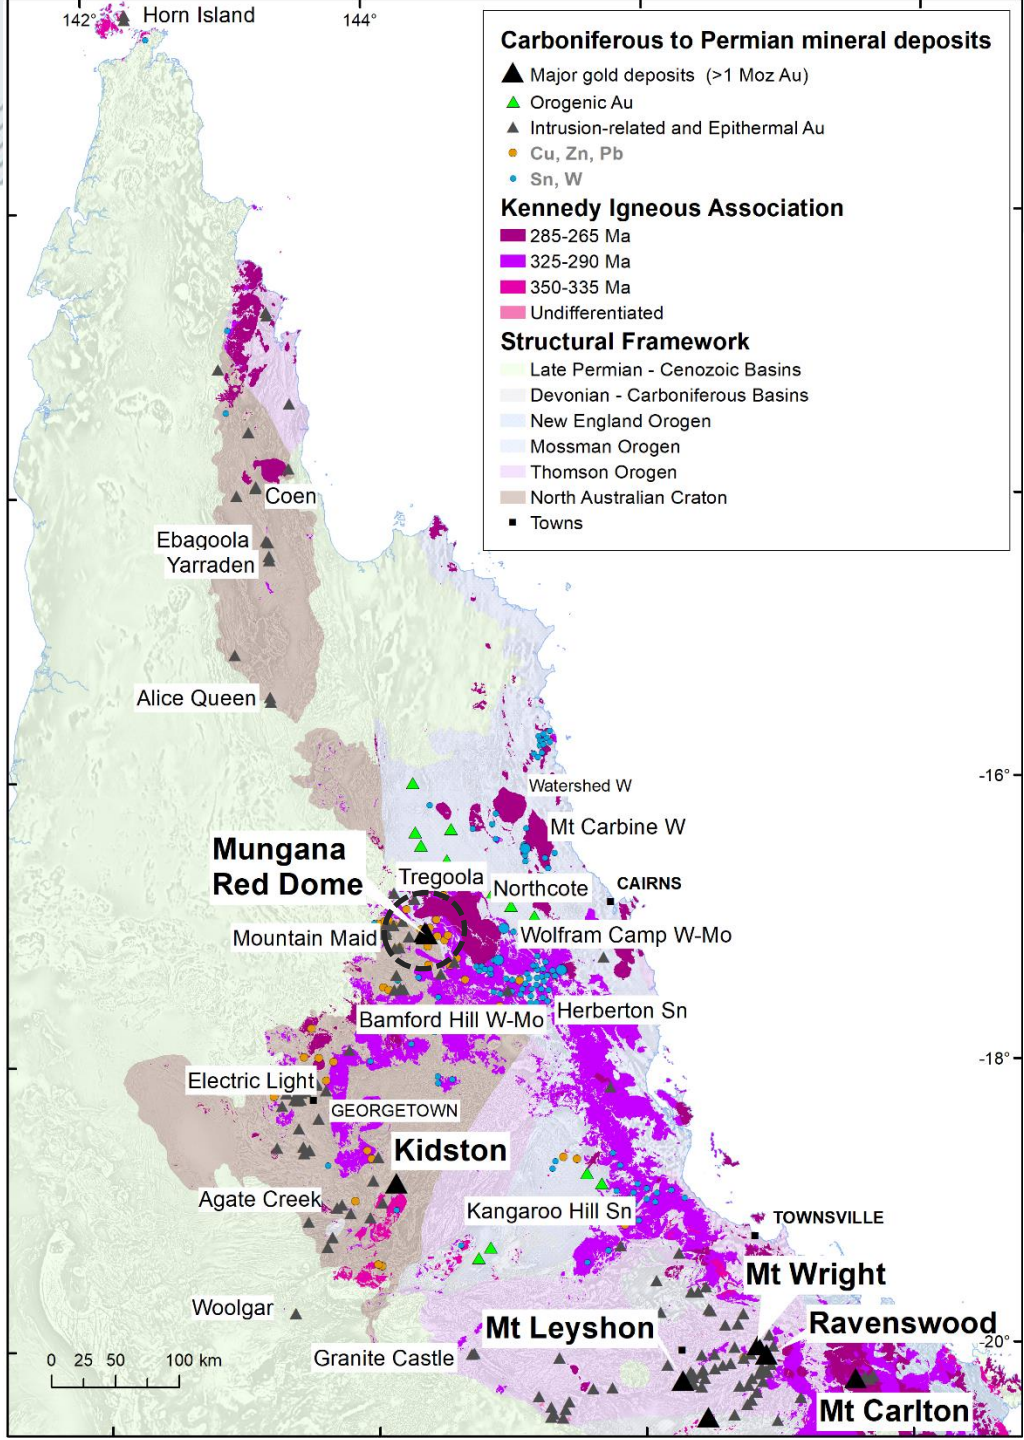 142°
Horn Island
144°
Carboniferous to Permian mineral deposits
Major gold deposits (>1 Moz Au)
Orogenic Au
Intrusion-related and Epithermal Au
Cu, Zn, Pb
Sn, W
Kennedy Igneous Association
285-265 Ma
325-290 Ma
350-335 Ma
Undifferentiated
Structural Framework
Late Permian - Cenozoic Basins
Devonian - Carboniferous Basins
New England Orogen
Mossman Orogen
Thomson Orogen
North Australian Craton
Towns
Coen
Ebagoola
Yarraden
Alice Queen
-16°
Watershed W
Mt Carbine W
Mungana
Red Dome
Tregoola
Northcote
CAIRNS
Mountain Maid
Wolfram Camp W-Mo
Bamford Hill W-Mo
Herberton Sn
-18°
Electric Light
GEORGETOWN
Kidston
Agate Creek
Kangaroo Hill Sn
TOWNSVILLE
Mt Wright
Woolgar
Mt Leyshon
Ravenswood
-20°
0 25 50 100 km
Granite Castle
Mt Carlton